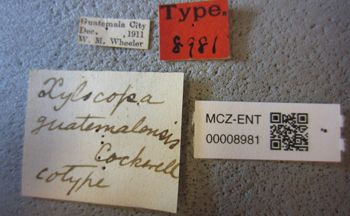 Guatemala City
Dec. 1911
W. M. Wheeler
Type.
8981
Xylocopa
guatemalensis
Cockerell
cotype
MCZ-ENT
00008981